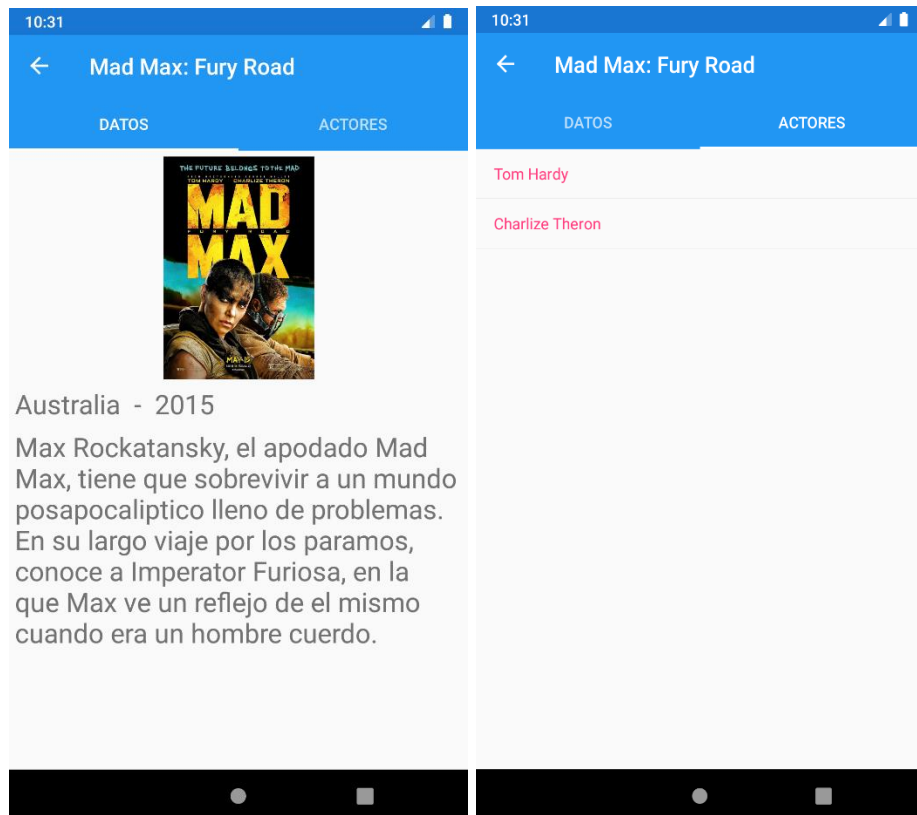 10:31
Mad Max: Fury Road
DATOS
ACTORES
THE FUTURE BELONGS TO THE MAD
TOM HARDY CHARLIZE THERON
MAD
FURY ROAD
MAX
Australia - 2015
Max Rockatansky, el apodado Mad
Max, tiene que sobrevivir a un mundo
posapocaliptico lleno de problemas.
En su largo viaje por los paramos,
conoce a Imperator Furiosa, en la
que Max ve un reflejo de el mismo
cuando era un hombre cuerdo.
10:31
Mad Max: Fury Road
DATOS
ACTORES
Tom Hardy
Charlize Theron